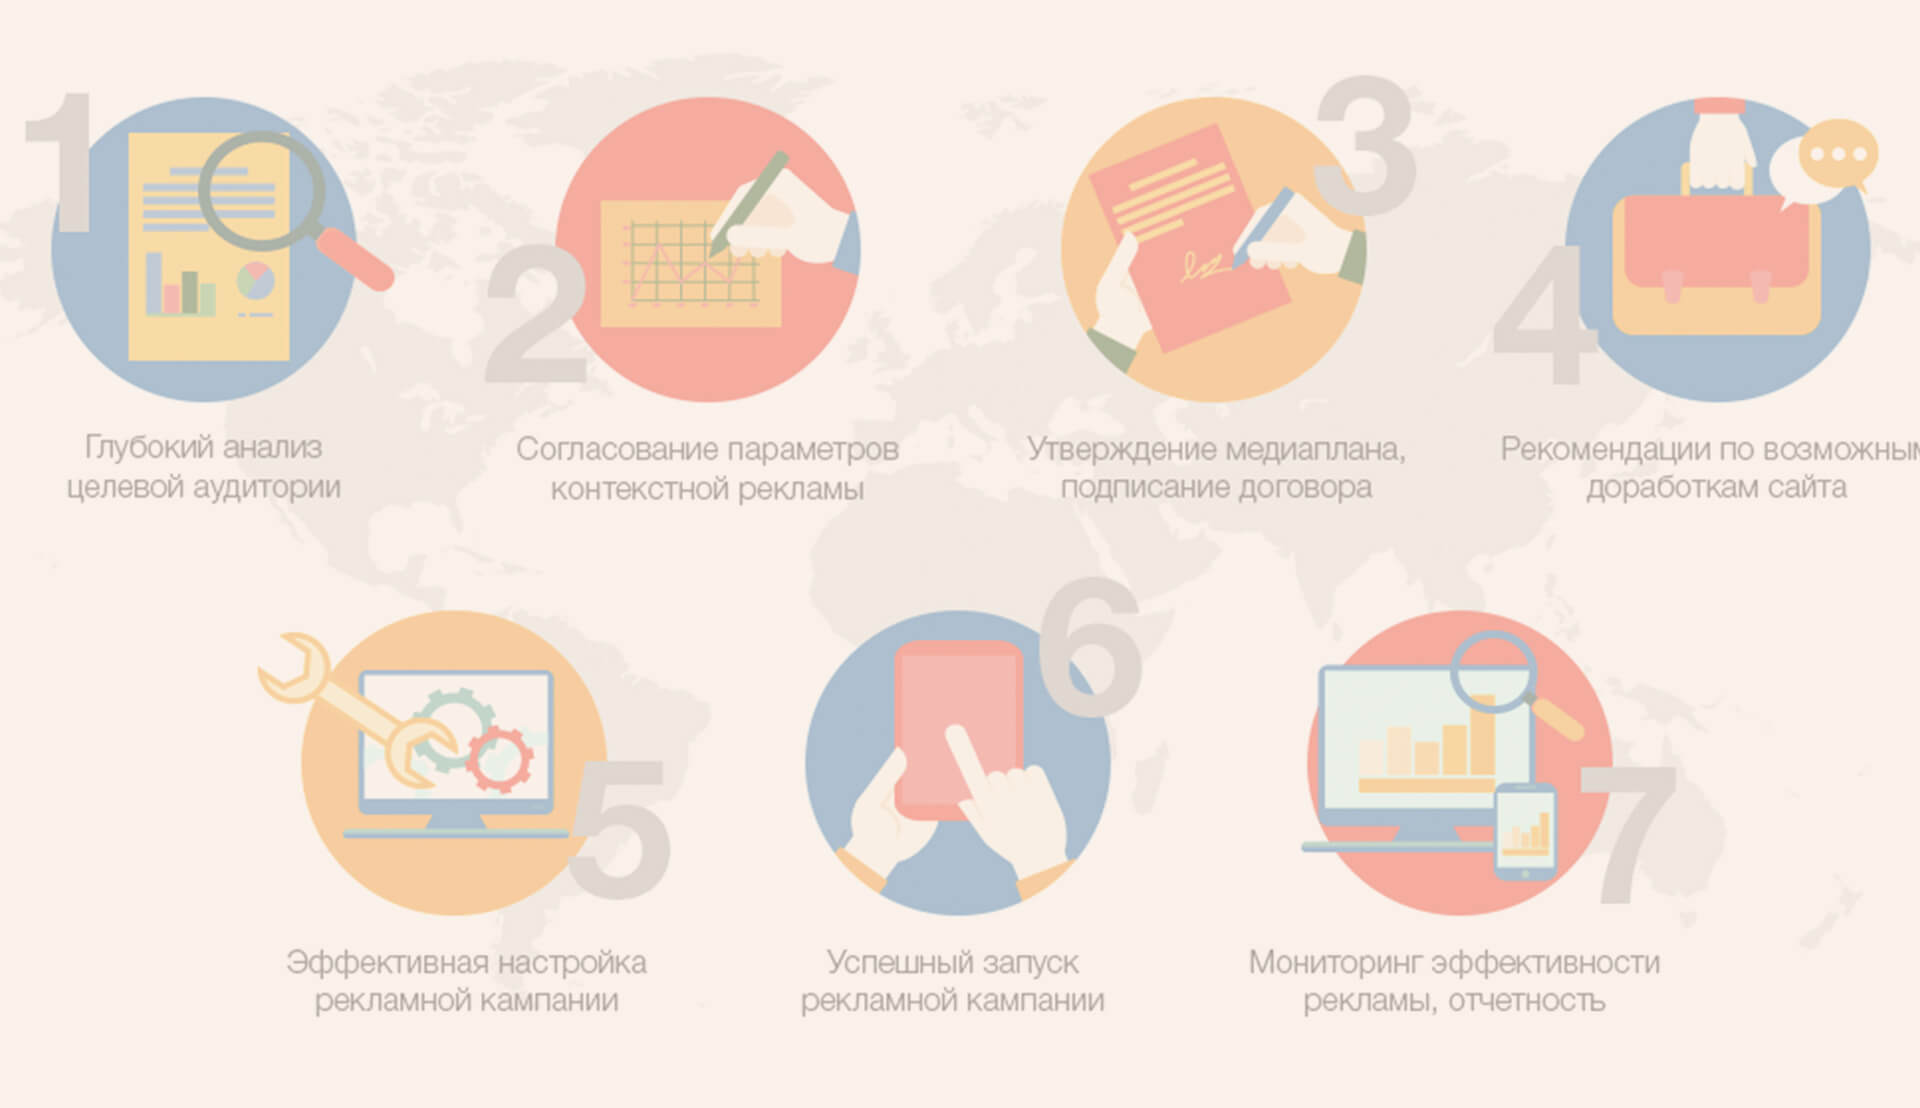 1
Глубокий анализ
целевой аудитории
2
Согласование параметров
контекстной рекламы
3
Утверждение медиаплана,
подписание договора
4
Рекомендации по возможным
доработкам сайта
5
Эффективная настройка
рекламной кампании
6
Успешный запуск
рекламной кампании
7
Мониторинг эффективности
рекламы, отчетность